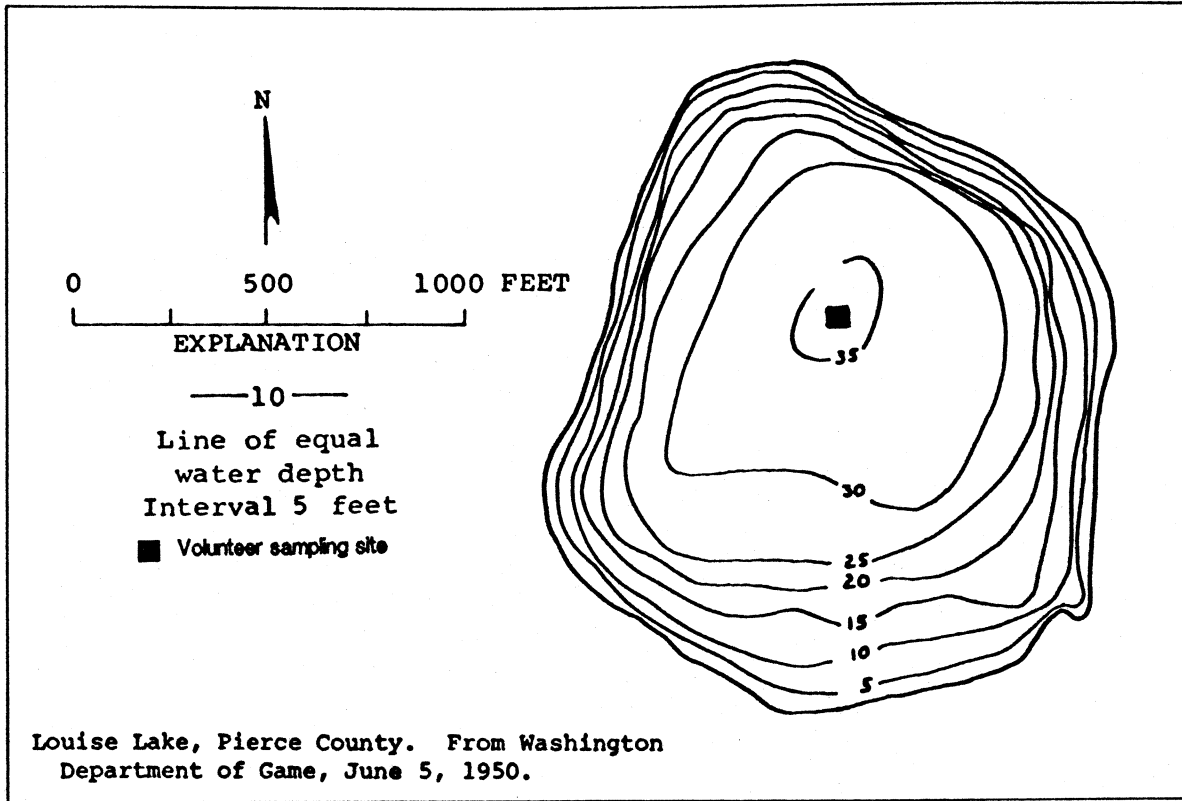 N
0 500 1000 FEET
EXPLANATION
10
Line of equal
water depth
Interval 5 feet
Volunteer sampling site
35
30
25
20
15
10
5
Louise Lake, Pierce County. From Washington
Department of Game, June 5, 1950.